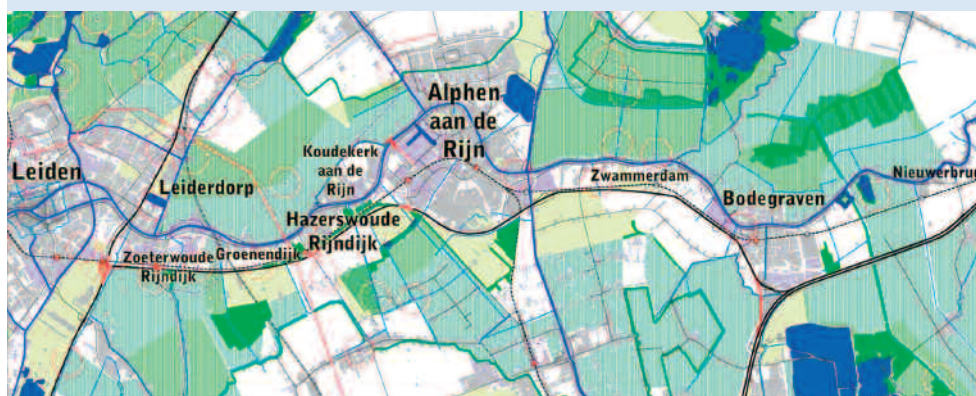 Alphen
aan de
Rijn
Koudekerk
aan de
Rijn
Leiden
Leiderdorp
Zwammerdam
Nieuwerbrug
Bodegraven
Hazerswoude
Rijndijk
Zoeterwoude
Rijndijk
Groenendijk